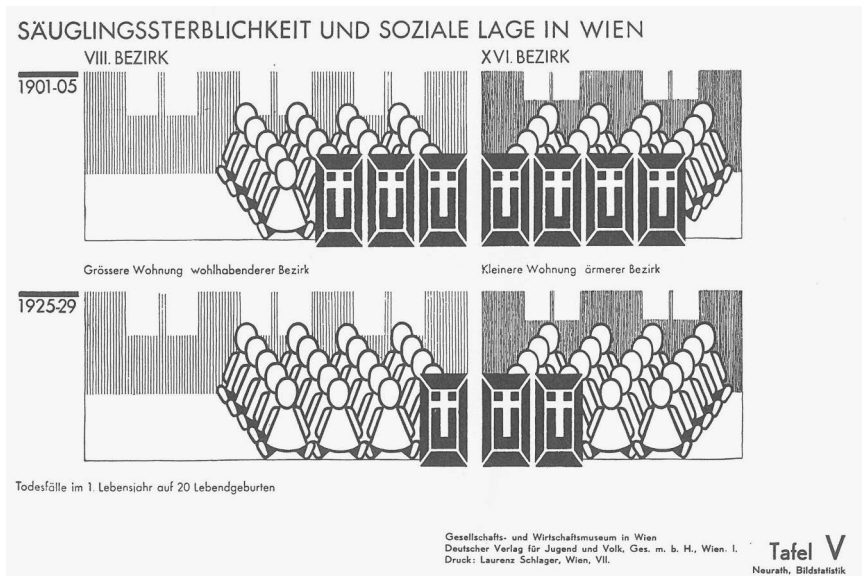 SÄUGLINGSSTERBLICHKEIT UND SOZIALE LAGE IN WIEN
VIII. BEZIRK
XVI. BEZIRK
1901-05
Grössere Wohnung wohlhabenderer Bezirk
Kleinere Wohnung ärmerer Bezirk
1925-29
Todesfälle im 1. Lebensjahr auf 20 Lebendgeburten
Gesellschafts- und Wirtschaftsmuseum in Wien
Deutscher Verlag für Jugend und Volk, Ges. m. b. H., Wien. I.
Druck: Laurenz Schlager, Wien, VII.
Tafel V
Neurath, Bildstatistik